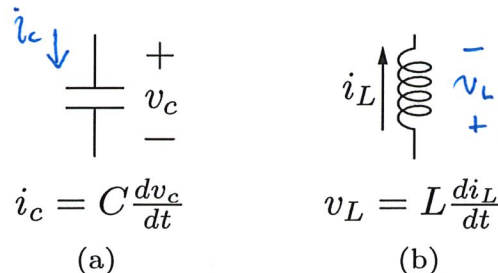 i_c
+
v_c
−
i_c = C dv_c/dt
(a)
−
i_L
v_L
+
v_L = L di_L/dt
(b)